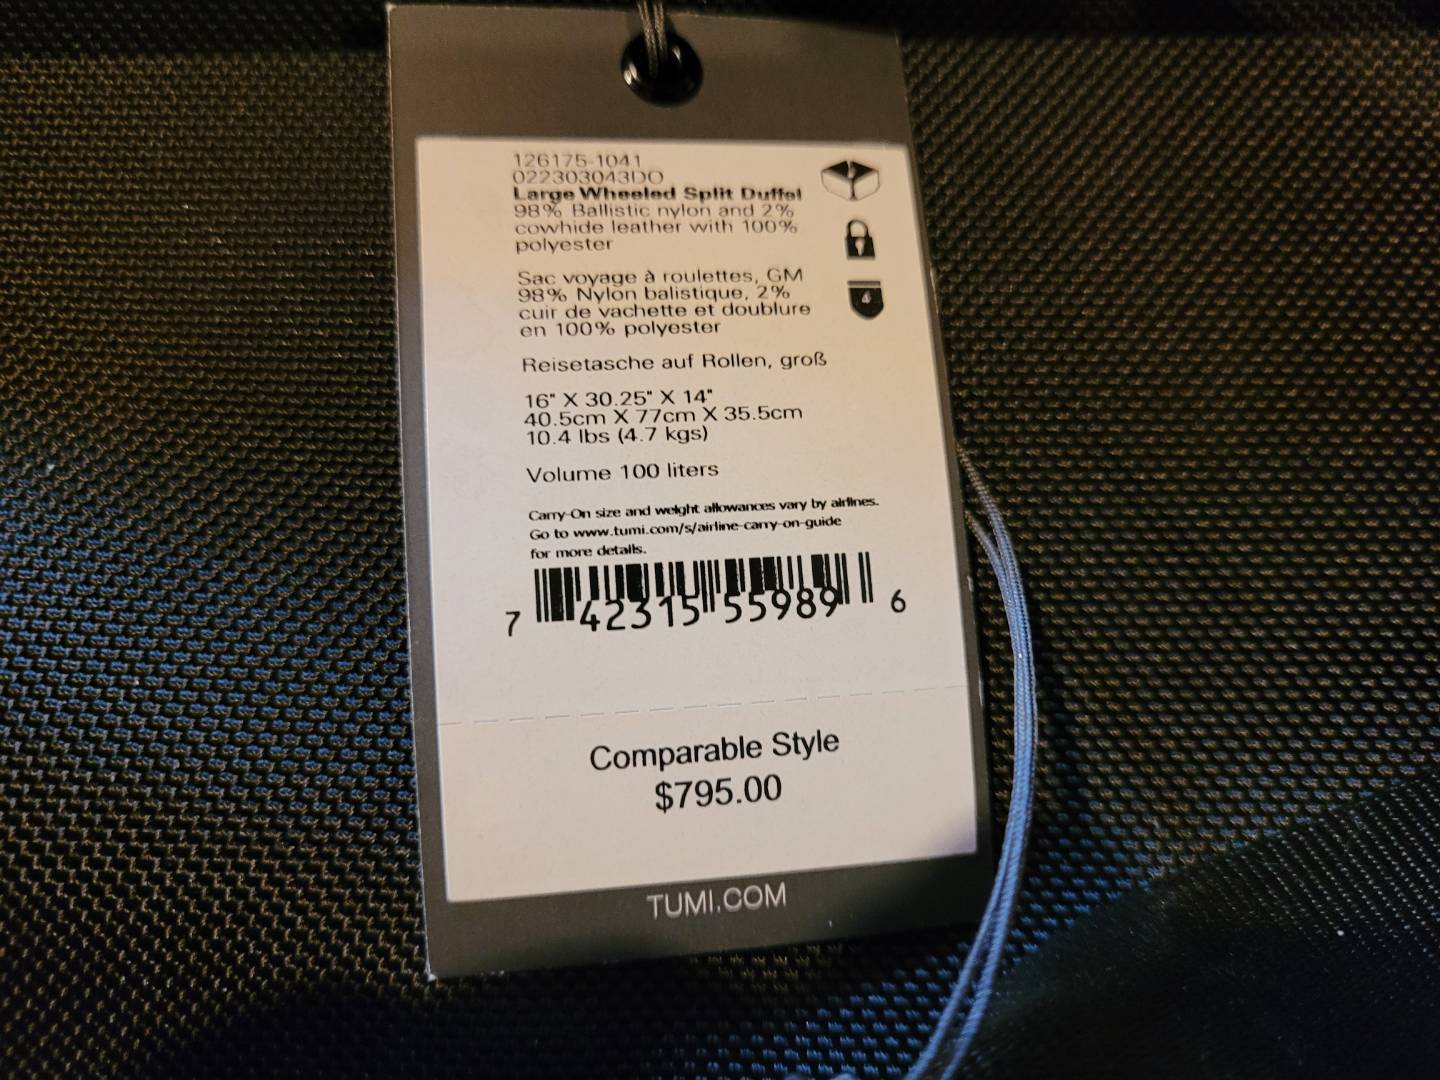 126175-1041
022303043DO
Large Wheeled Split Duffel
98% Ballistic nylon and 2%
cowhide leather with 100%
polyester
Sac voyage à roulettes, GM
98% Nylon balistique, 2%
cuir de vachette et doublure
en 100% polyester
4
Reisetasche auf Rollen, groß
16" X 30.25" X 14"
40.5cm X 77cm X 35.5cm
10.4 lbs (4.7 kgs)
Volume 100 liters
Carry-On size and weight allowances vary by airlines.
Go to www.tumi.com/s/airline-carry-on-guide
for more details.
7 42315 55989 6
Comparable Style
$795.00
TUMI.COM